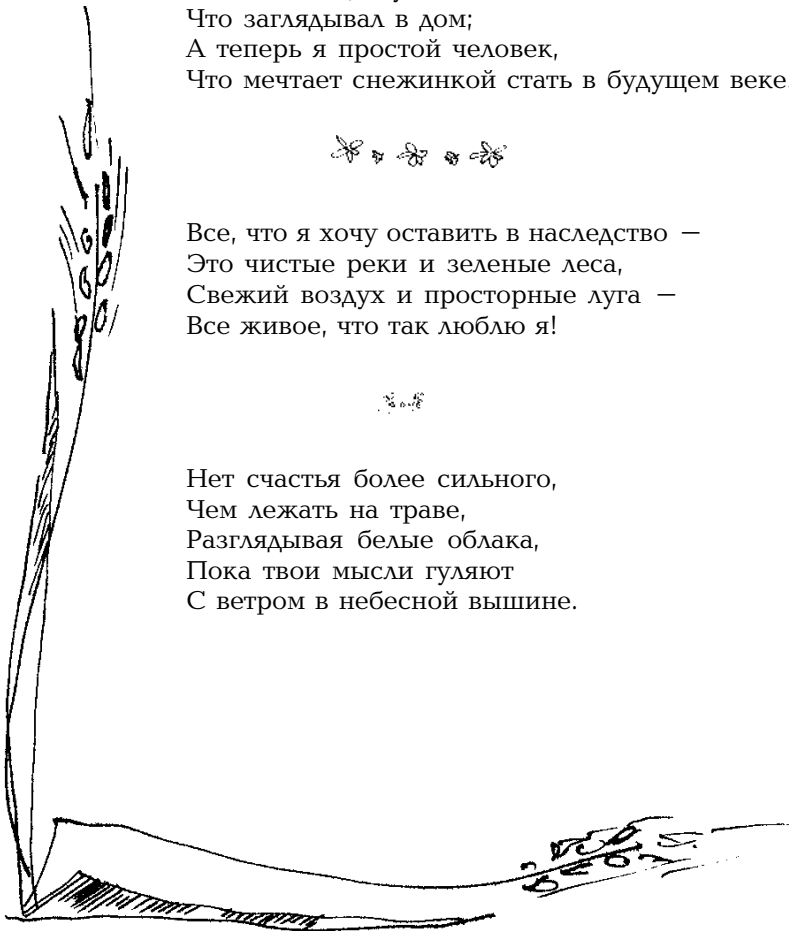 Что заглядывал в дом;
А теперь я простой человек,
Что мечтает снежинкой стать в будущем веке.
Все, что я хочу оставить в наследство —
Это чистые реки и зеленые леса,
Свежий воздух и просторные луга —
Все живое, что так люблю я!
Нет счастья более сильного,
Чем лежать на траве,
Разглядывая белые облака,
Пока твои мысли гуляют
С ветром в небесной вышине.